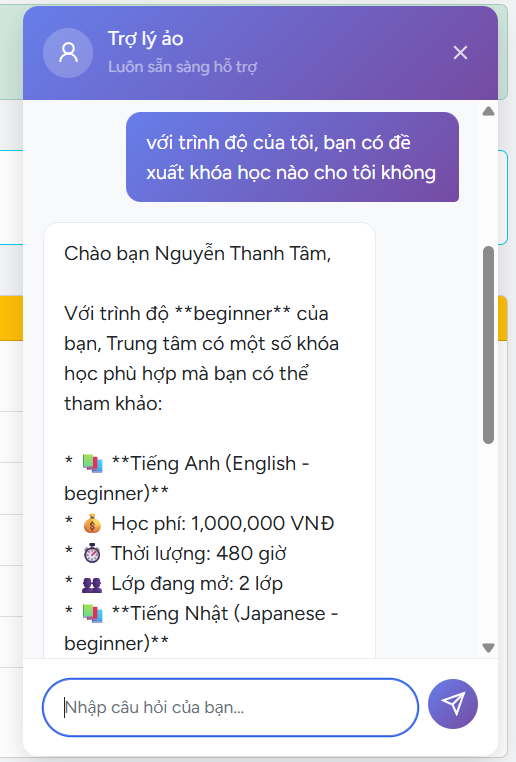 Trợ lý ảo
Luôn sẵn sàng hỗ trợ
với trình độ của tôi, bạn có đề
xuất khóa học nào cho tôi không
Chào bạn Nguyễn Thanh Tâm,
Với trình độ **beginner** của
bạn, Trung tâm có một số khóa
học phù hợp mà bạn có thể
tham khảo:
* 📚 **Tiếng Anh (English -
beginner)**
* 💰 Học phí: 1,000,000 VNĐ
* ⏱️ Thời lượng: 480 giờ
* 👥 Lớp đang mở: 2 lớp
* 📚 **Tiếng Nhật (Japanese -
beginner)**
Nhập câu hỏi của bạn...